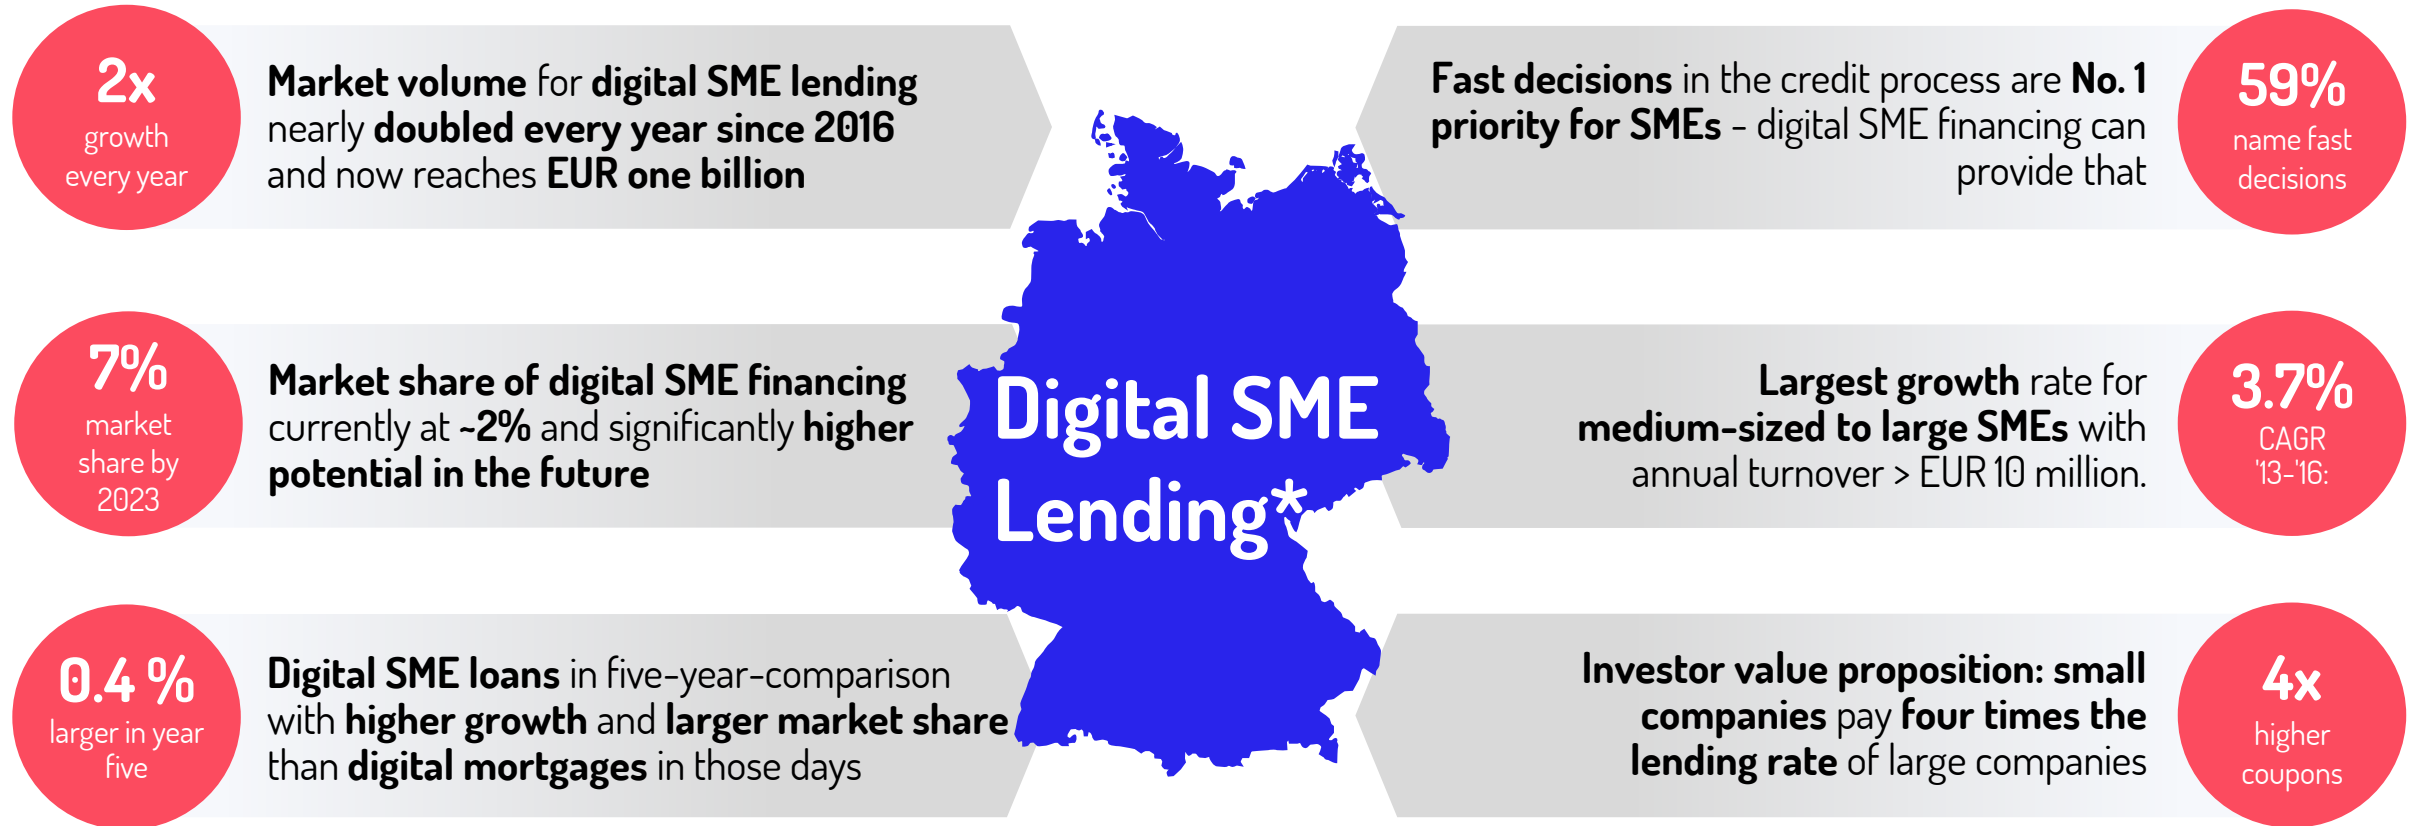 2x
growth
every year
Market volume for digital SME lending
nearly doubled every year since 2016
and now reaches EUR one billion
Fast decisions in the credit process are No. 1
priority for SMEs - digital SME financing can
provide that
59%
name fast
decisions
7%
market
share by
2023
Market share of digital SME financing
currently at ~2% and significantly higher
potential in the future
Digital SME
Lending*
Largest growth rate for
medium-sized to large SMEs with
annual turnover > EUR 10 million.
3.7%
CAGR
'13-'16:
0.4 %
larger in year
five
Digital SME loans in five-year-comparison
with higher growth and larger market share
than digital mortgages in those days
Investor value proposition: small
companies pay four times the
lending rate of large companies
4x
higher
coupons